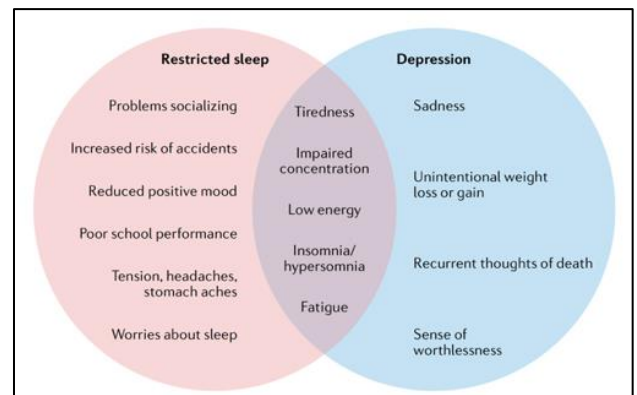 Restricted sleep
Problems socializing
Increased risk of accidents
Reduced positive mood
Poor school performance
Tension, headaches,
stomach aches
Worries about sleep
Tiredness
Impaired
concentration
Low energy
Insomnia/
hypersomnia
Fatigue
Depression
Sadness
Unintentional weight
loss or gain
Recurrent thoughts of death
Sense of
worthlessness